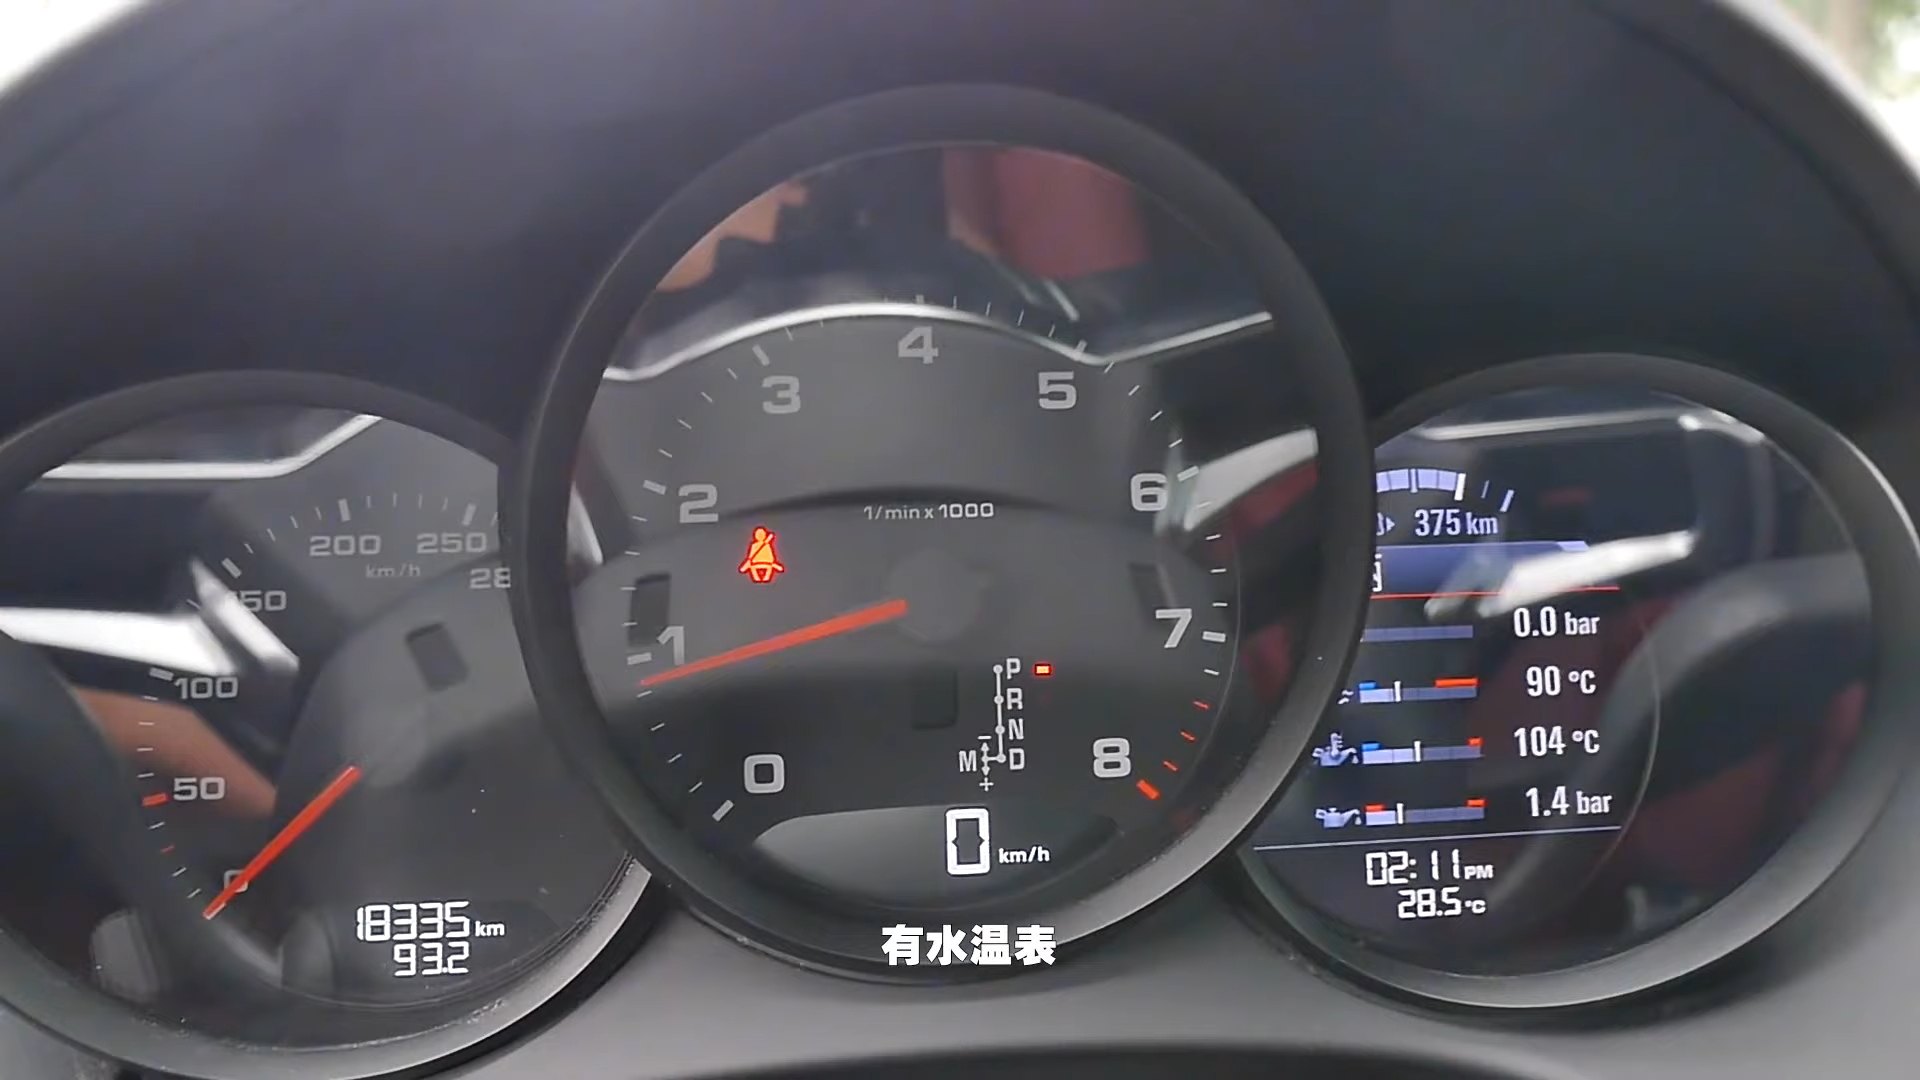 200 250
km/h
28
150
100
50
0
18335 km
93.2
4
3 5
2 6
1/min x 1000
1 7
P
R
N
M D
-
+
0 8
0 km/h
375 km
0.0 bar
90 °C
104 °C
1.4 bar
02:11 PM
28.5 °C
有水温表